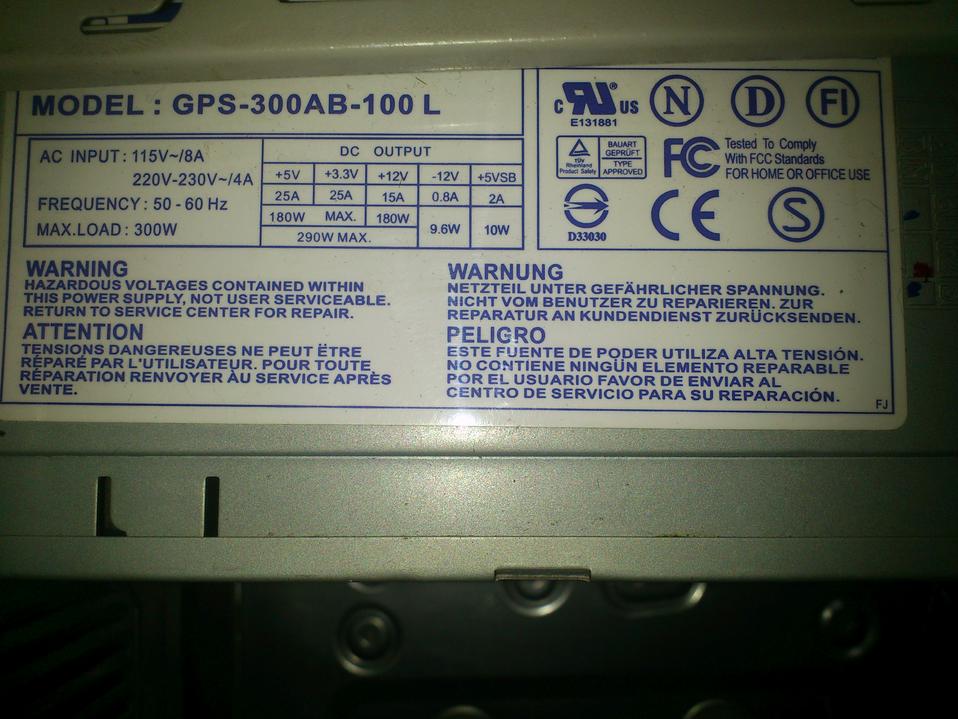 MODEL : GPS-300AB-100 L
AC INPUT : 115V~/8A
220V-230V~/4A
FREQUENCY : 50 - 60 Hz
MAX.LOAD : 300W
DC OUTPUT
+5V +3.3V +12V -12V +5VSB
25A 25A 15A 0.8A 2A
180W MAX. 180W 9.6W 10W
290W MAX.
c RU ® US
E131881
N D FI
TÜV
Rheinland
Product Safety
BAUART
GEPRÜFT
TYPE
APPROVED
FC
Tested To Comply
With FCC Standards
FOR HOME OR OFFICE USE
D33030
CE
S
WARNING
HAZARDOUS VOLTAGES CONTAINED WITHIN
THIS POWER SUPPLY, NOT USER SERVICEABLE.
RETURN TO SERVICE CENTER FOR REPAIR.
ATTENTION
TENSIONS DANGEREUSES NE PEUT ËTRE
RÉPARÉ PAR L'UTILISATEUR. POUR TOUTE
RÉPARATION RENVOYER ÀU SERVICE APRÈS
VENTE.
WARNUNG
NETZTEIL UNTER GEFÄHRLICHER SPANNUNG.
NICHT VOM BENUTZER ZU REPARIEREN. ZUR
REPARATUR AN KUNDENDIENST ZURÜCKSENDEN.
PELIGRO
ESTE FUENTE DE PODER UTILIZA ALTA TENSIÓN.
NO CONTIENE NINGÚN ELEMENTO REPARABLE
POR EL USUARIO FAVOR DE ENVIAR AL
CENTRO DE SERVICIO PARA SU REPARACIÓN.
FJ